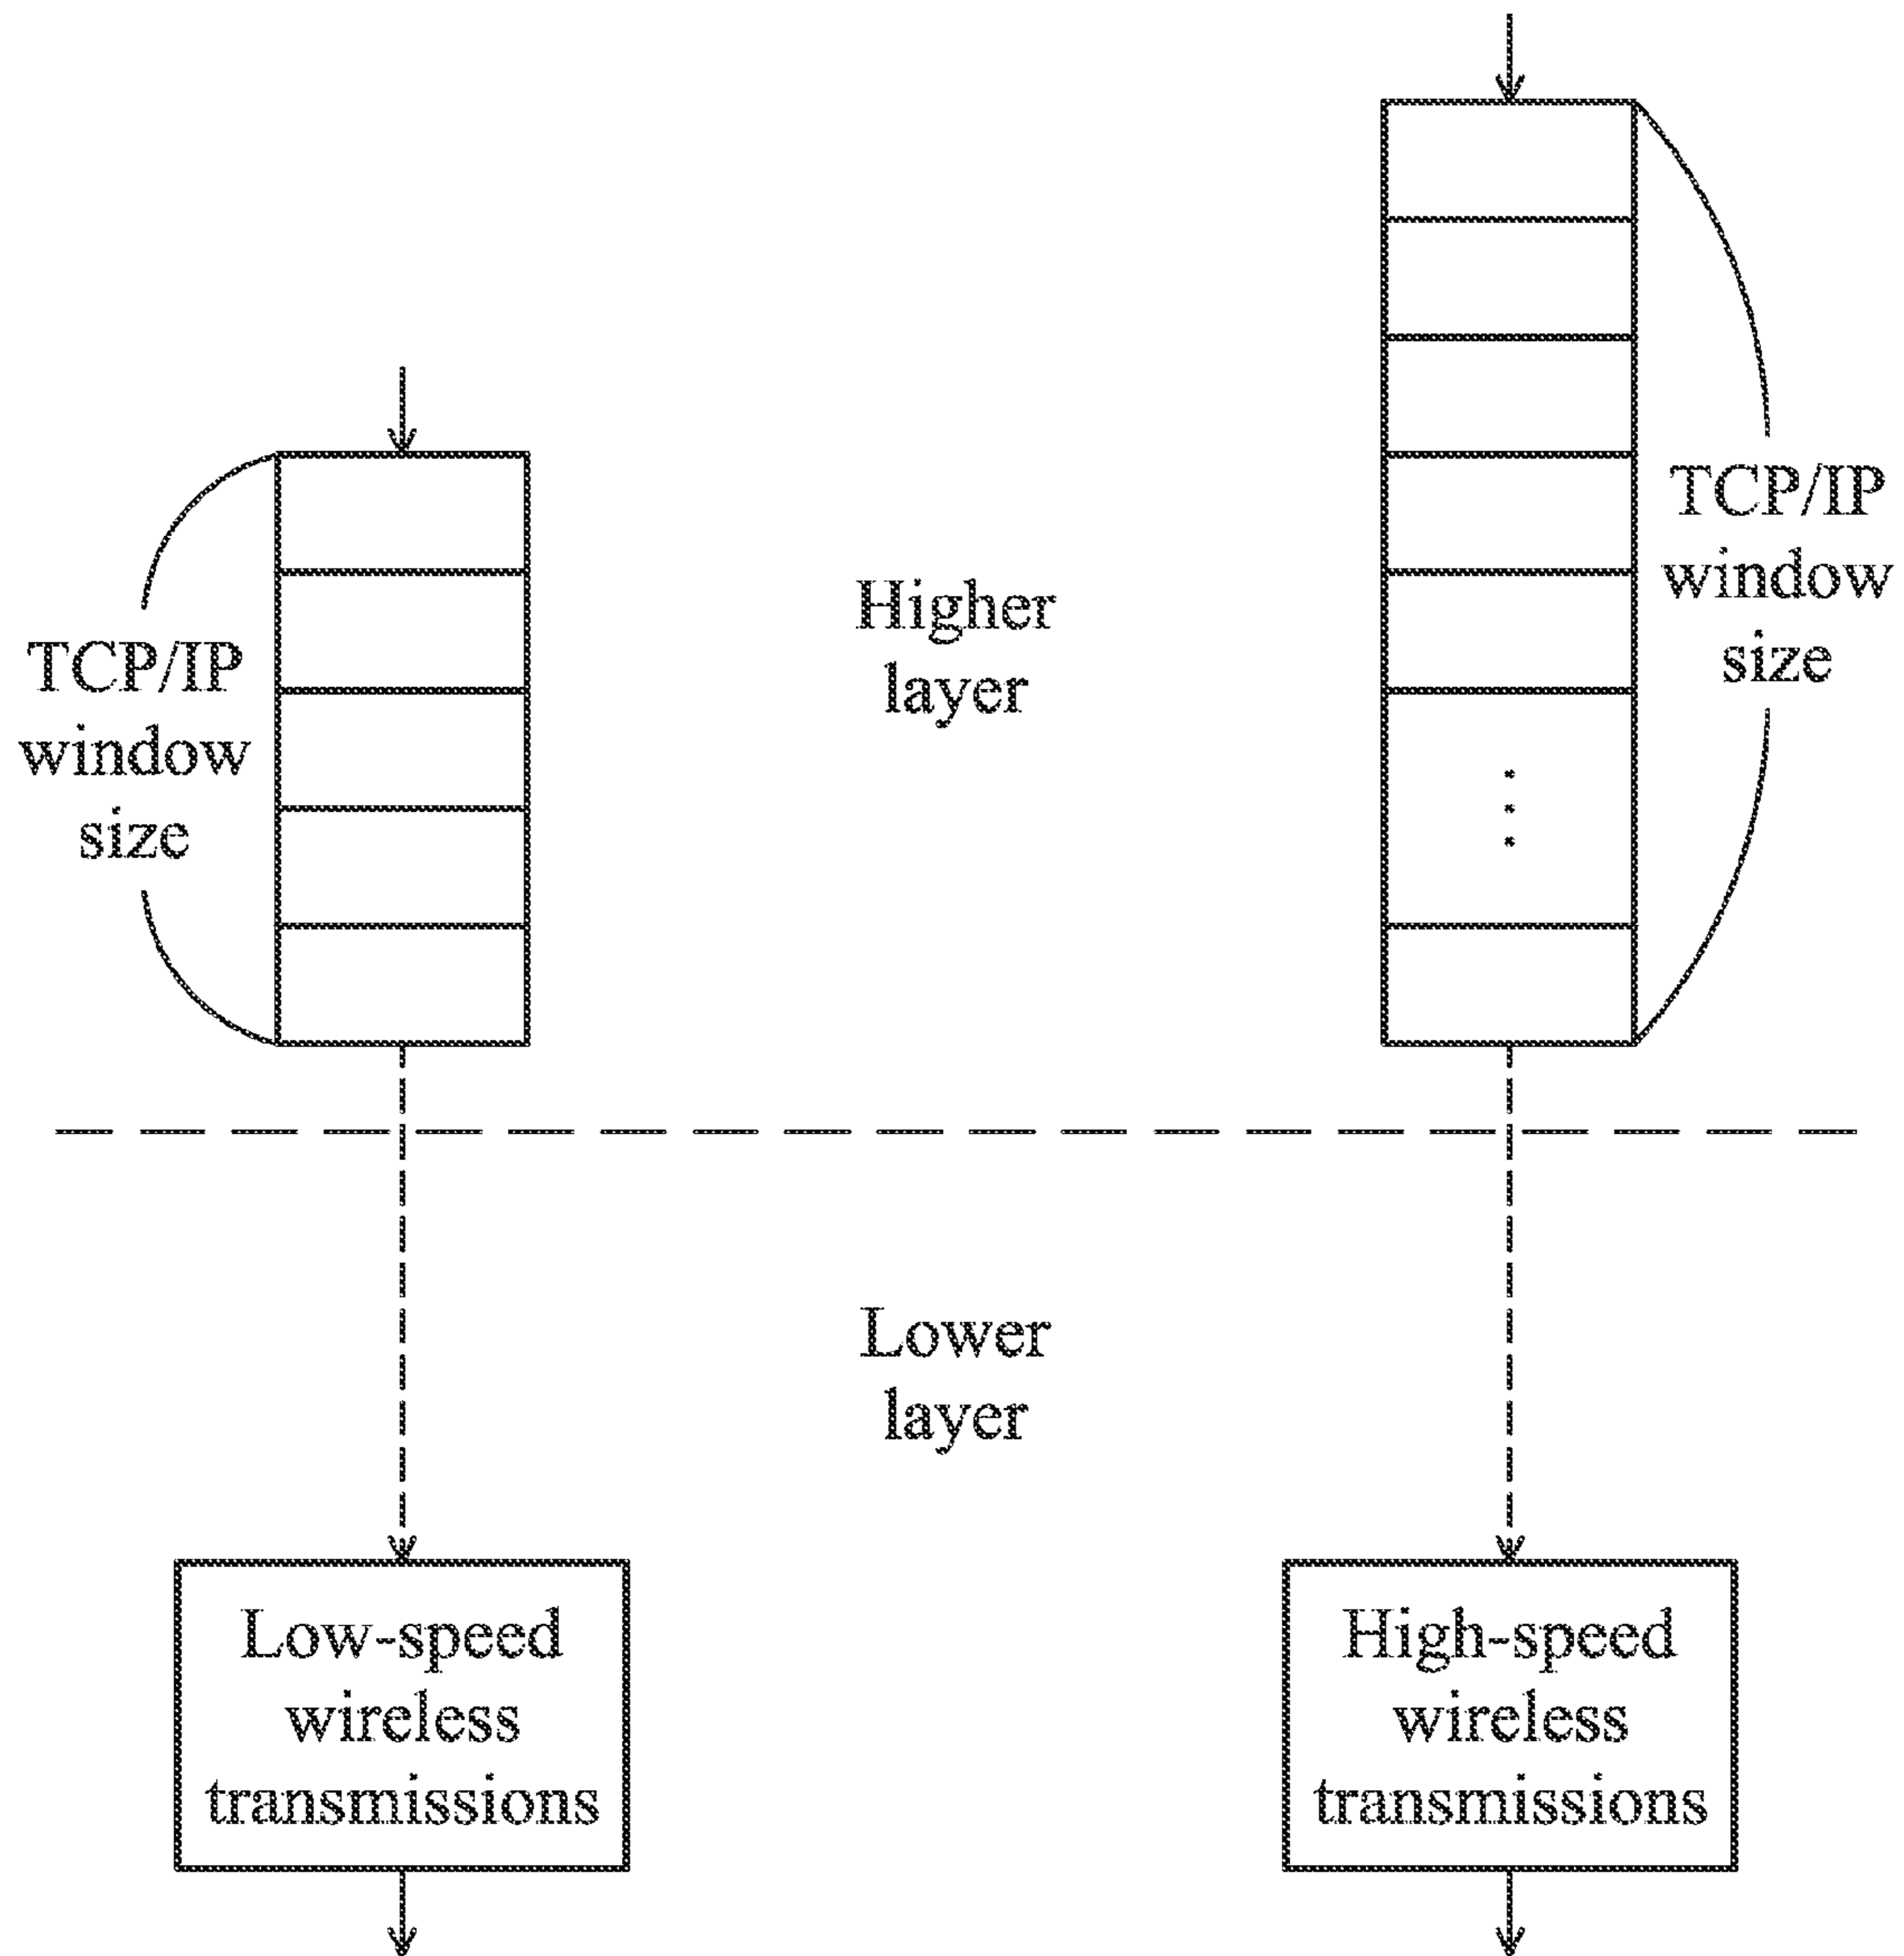 TCP/IP
window
size
Higher
layer
TCP/IP
window
size
Lower
layer
Low-speed
wireless
transmissions
High-speed
wireless
transmissions